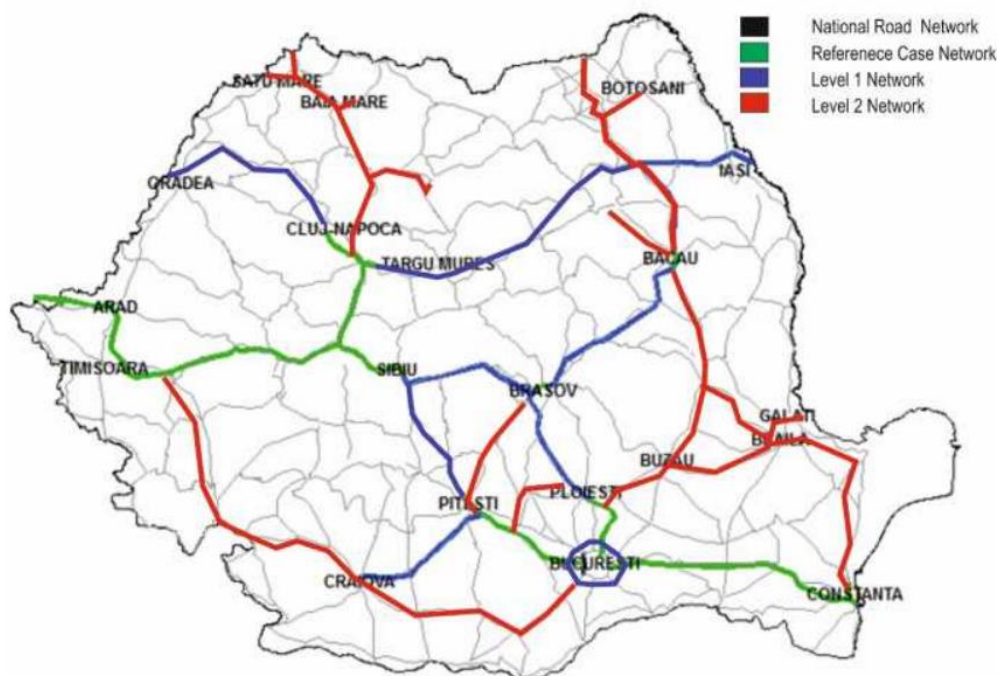 National Road Network
Referenece Case Network
Level 1 Network
Level 2 Network
SATU MARE
BAIA MARE
BOTOSANI
ORADEA
IASI
CLUJ-NAPOCA
TARGU MURES
BACAU
ARAD
TIMISOARA
SIBIU
BRASOV
GALATI
BRAILA
BUZAU
PITESTI
PLOIESTI
BUCURESTI
CRAIOVA
CONSTANTA